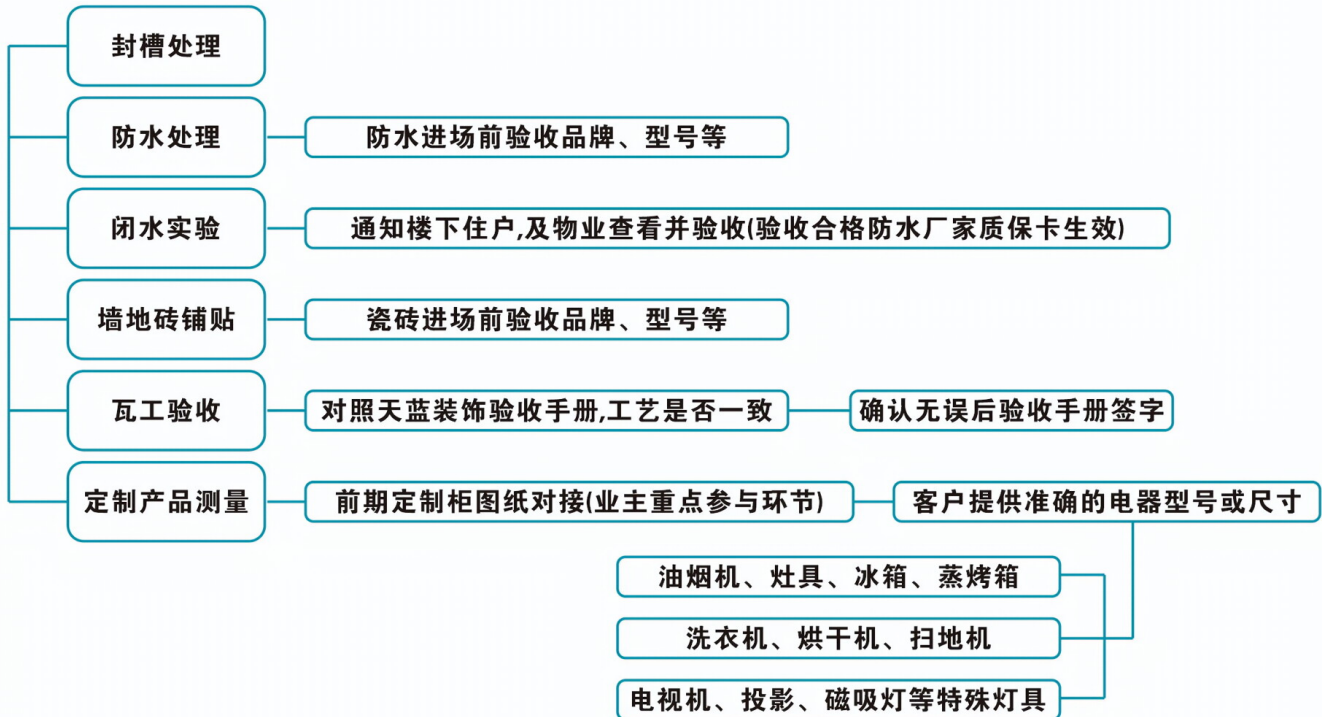 封槽处理
防水处理
防水进场前验收品牌、型号等
闭水实验
通知楼下住户,及物业查看并验收(验收合格防水厂家质保卡生效)
墙地砖铺贴
瓷砖进场前验收品牌、型号等
瓦工验收
对照天蓝装饰验收手册,工艺是否一致
确认无误后验收手册签字
定制产品测量
前期定制柜图纸对接(业主重点参与环节)
客户提供准确的电器型号或尺寸
油烟机、灶具、冰箱、蒸烤箱
洗衣机、烘干机、扫地机
电视机、投影、磁吸灯等特殊灯具